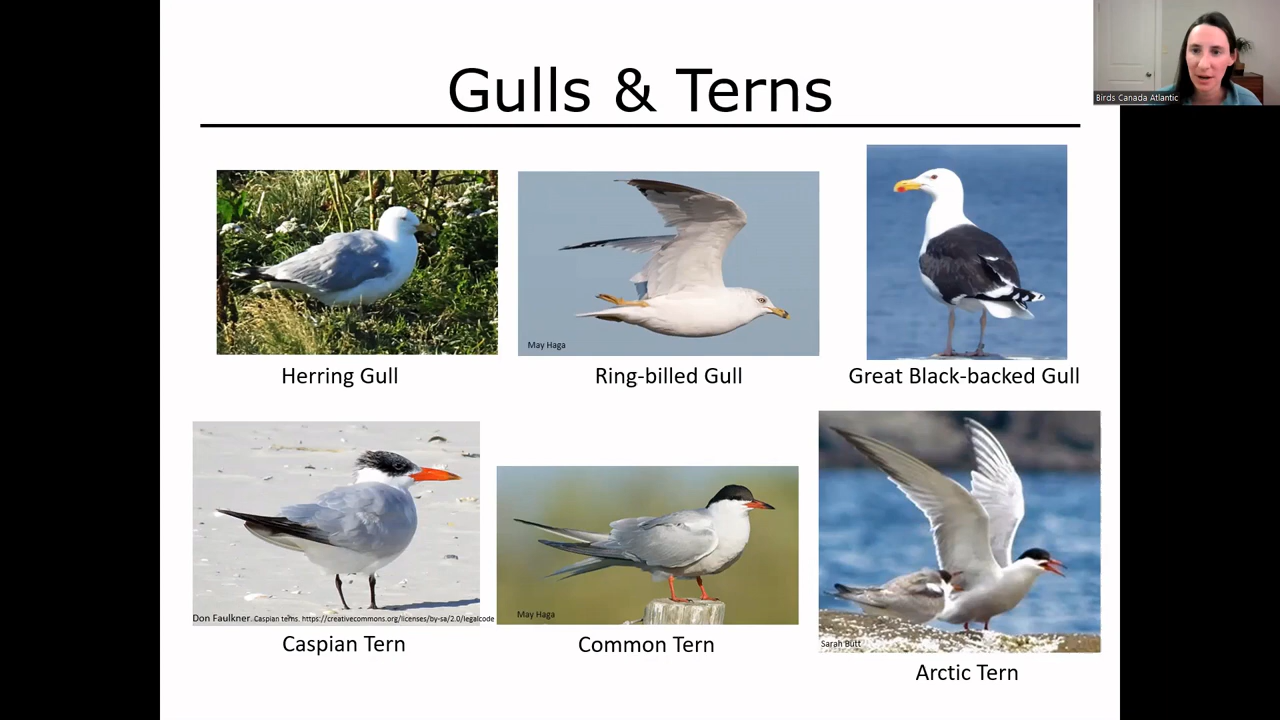 Birds Canada Atlantic
Gulls & Terns
May Haga
Herring Gull
Ring-billed Gull
Great Black-backed Gull
Don Faulkner. Caspian terns. https://creativecommons.org/licenses/by-sa/2.0/legalcode
May Haga
Sarah Butt
Caspian Tern
Common Tern
Arctic Tern